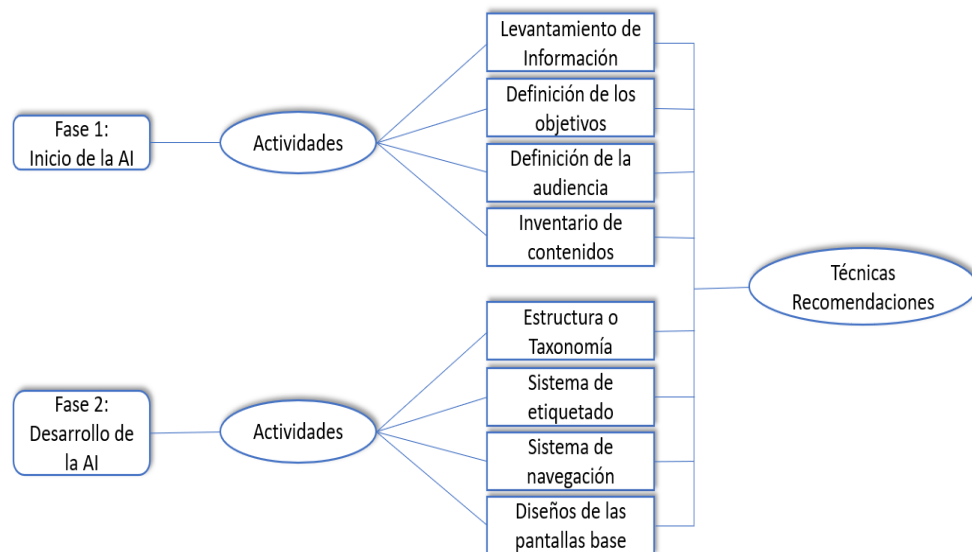 Fase 1:
Inicio de la AI
Actividades
Levantamiento de
Información
Definición de los
objetivos
Definición de la
audiencia
Inventario de
contenidos
Fase 2:
Desarrollo de
la AI
Actividades
Estructura o
Taxonomía
Sistema de
etiquetado
Sistema de
navegación
Diseños de las
pantallas base
Técnicas
Recomendaciones